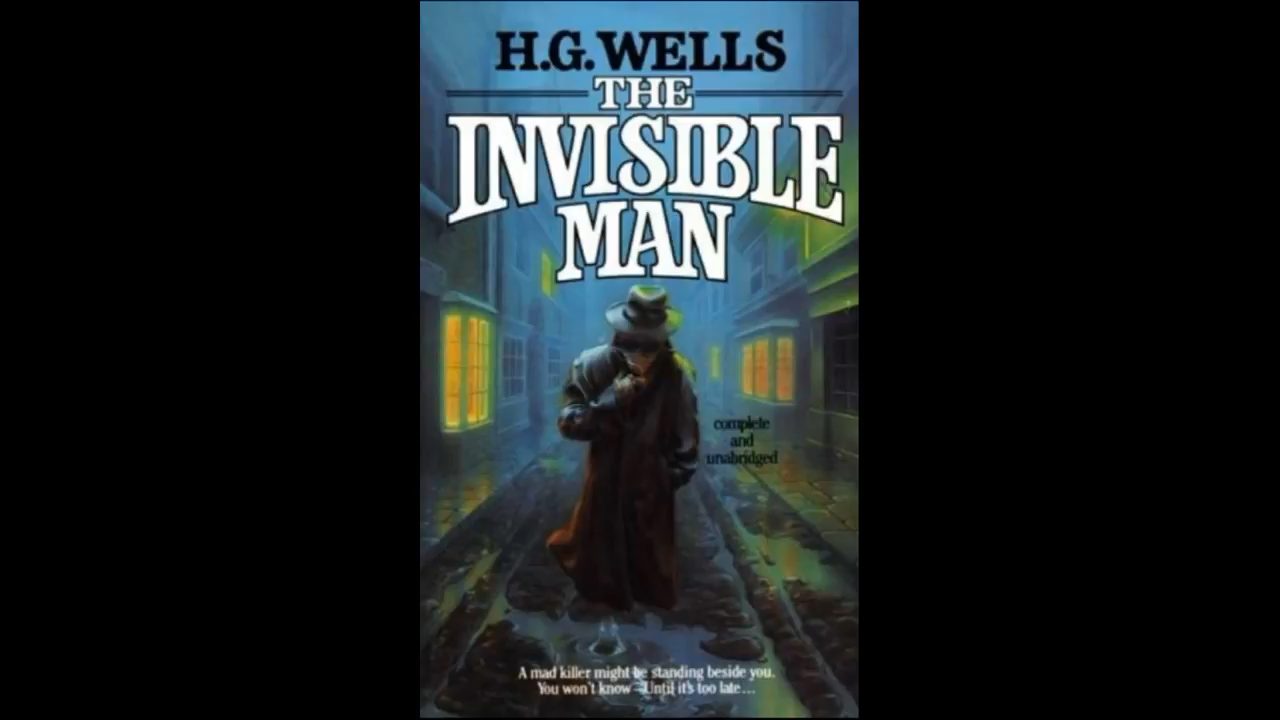 H.G. WELLS
THE
INVISIBLE
MAN
complete
and
unabridged
A mad killer might be standing beside you.
You won't know—Until it's too late...